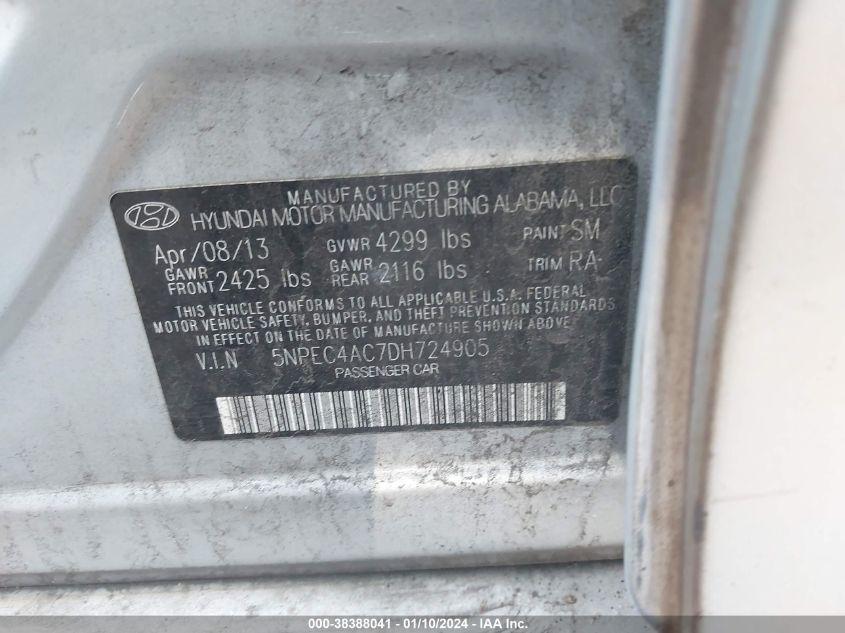 MANUFACTURED BY
HYUNDAI MOTOR MANUFACTURING ALABAMA, LLC
Apr/08/13 GVWR 4299 lbs PAINT SM
GAWR FRONT 2425 lbs GAWR REAR 2116 lbs TRIM RA
THIS VEHICLE CONFORMS TO ALL APPLICABLE U.S.A. FEDERAL
MOTOR VEHICLE SAFETY, BUMPER, AND THEFT PREVENTION STANDARDS
IN EFFECT ON THE DATE OF MANUFACTURE SHOWN ABOVE.
V.I.N 5NPEC4AC7DH724905
PASSENGER CAR
000-38388041 - 01/10/2024 - © IAA, Inc.